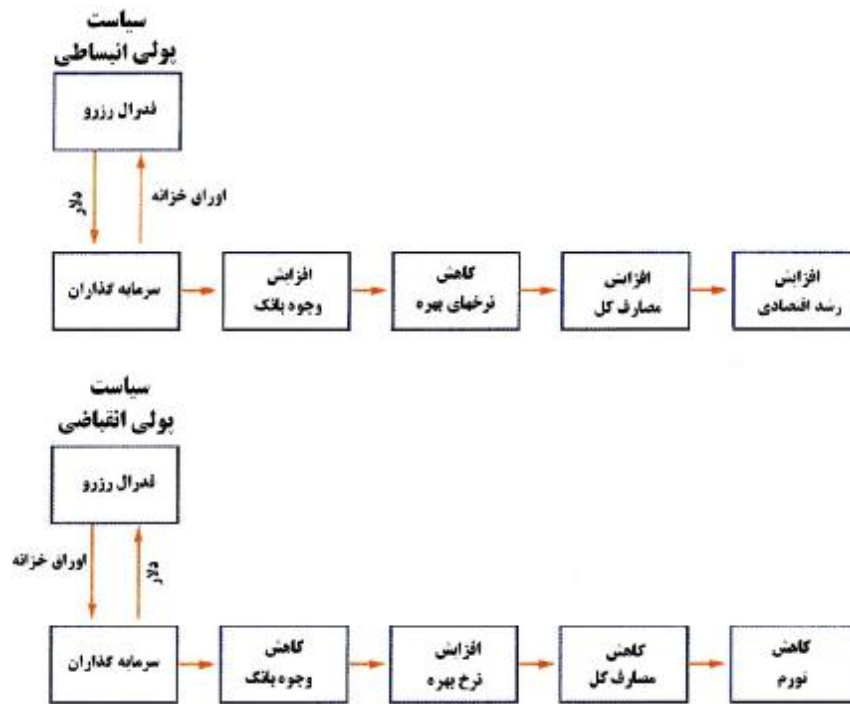 سیاست
پولی انبساطی
فدرال رزرو
دلار
اوراق خزانه
سرمایه گذاران
افزایش
وجوه بانک
کاهش
نرخهای بهره
افزایش
مصارف کل
افزایش
رشد اقتصادی
سیاست
پولی انقباضی
فدرال رزرو
اوراق خزانه
دلار
سرمایه گذاران
کاهش
وجوه بانک
افزایش
نرخ بهره
کاهش
مصارف کل
کاهش
تورم